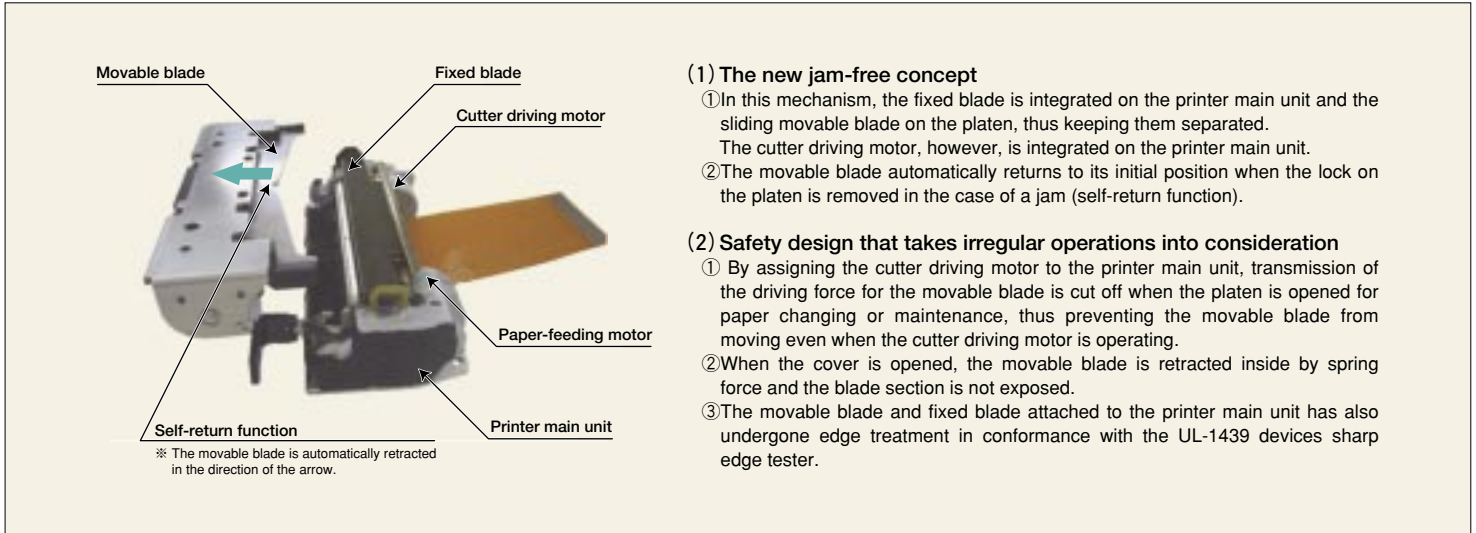 Movable blade
Fixed blade
Cutter driving motor
Paper-feeding motor
Printer main unit
Self-return function
※ The movable blade is automatically retracted
in the direction of the arrow.
(1) The new jam-free concept
①In this mechanism, the fixed blade is integrated on the printer main unit and the
sliding movable blade on the platen, thus keeping them separated.
The cutter driving motor, however, is integrated on the printer main unit.
②The movable blade automatically returns to its initial position when the lock on
the platen is removed in the case of a jam (self-return function).
(2) Safety design that takes irregular operations into consideration
① By assigning the cutter driving motor to the printer main unit, transmission of
the driving force for the movable blade is cut off when the platen is opened for
paper changing or maintenance, thus preventing the movable blade from
moving even when the cutter driving motor is operating.
②When the cover is opened, the movable blade is retracted inside by spring
force and the blade section is not exposed.
③The movable blade and fixed blade attached to the printer main unit has also
undergone edge treatment in conformance with the UL-1439 devices sharp
edge tester.